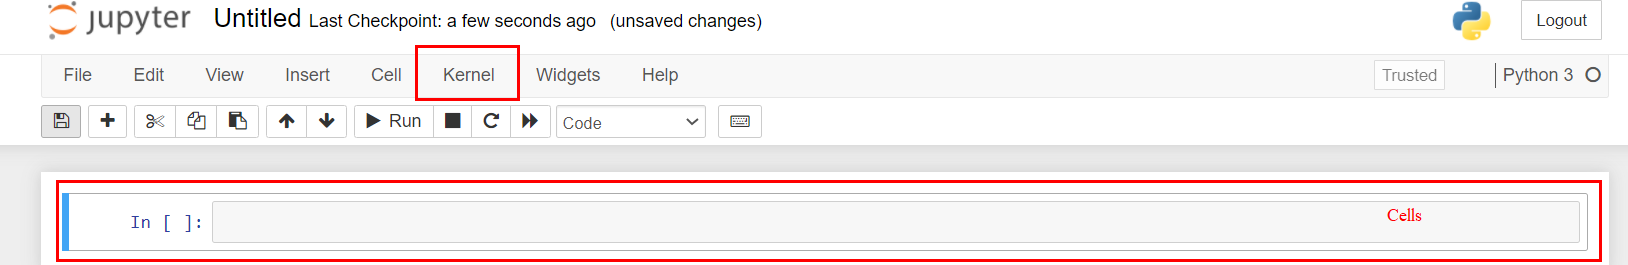 jupyter Untitled Last Checkpoint: a few seconds ago (unsaved changes) Logout
File Edit View Insert Cell Kernel Widgets Help Trusted Python 3
Run Code
In [ ]: Cells